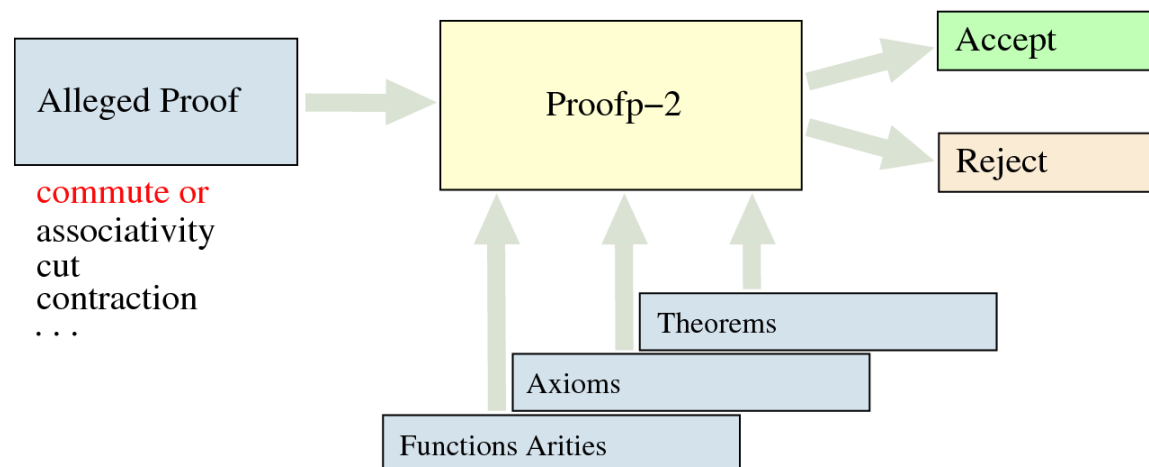 Alleged Proof
commute or
associativity
cut
contraction
. . .
Proofp−2
Accept
Reject
Theorems
Axioms
Functions Arities